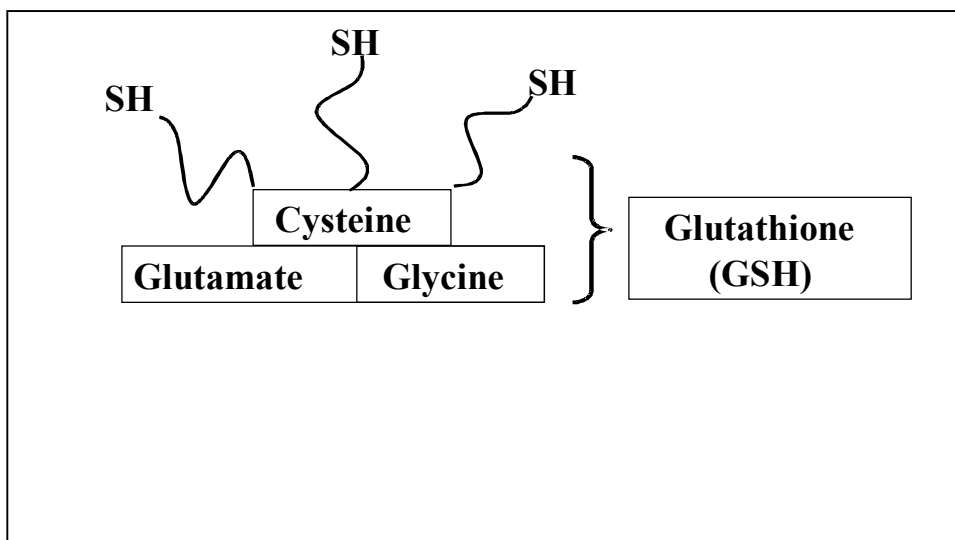 SH
SH
SH
Cysteine
Glutamate
Glycine
Glutathione
(GSH)